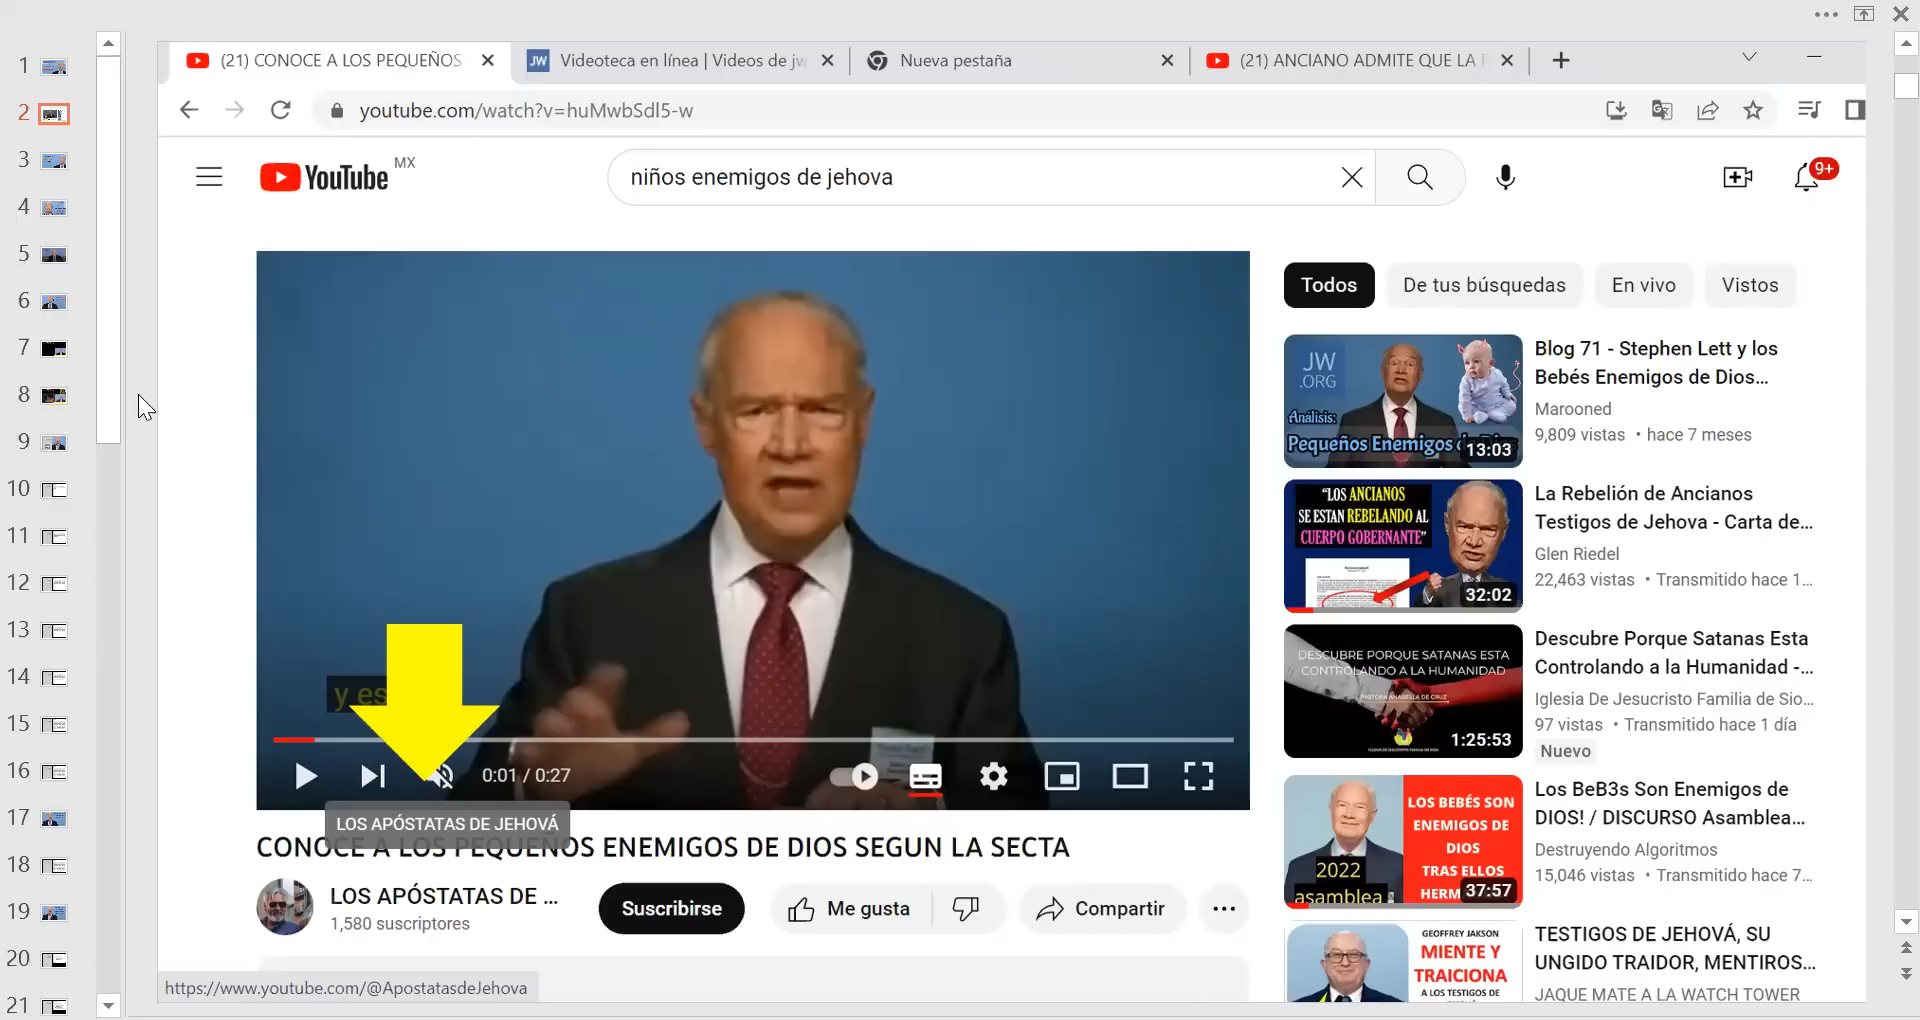 1
2
3
4
5
6
7
8
9
10
11
12
13
14
15
16
17
18
19
20
21
(21) CONOCE A LOS PEQUEÑOS
JW Videoteca en línea | Videos de jw
Nueva pestaña
(21) ANCIANO ADMITE QUE LA
youtube.com/watch?v=huMwbSdl5-w
YouTube MX
niños enemigos de jehova
9+
y es
0:01 / 0:27
LOS APÓSTATAS DE JEHOVÁ
CONOCE A LOS PEQUEÑOS ENEMIGOS DE DIOS SEGUN LA SECTA
LOS APÓSTATAS DE ...
1,580 suscriptores
Suscribirse
Me gusta
Compartir
https://www.youtube.com/@ApostatasdeJehova
Todos
De tus búsquedas
En vivo
Vistos
JW
.ORG
Análisis:
Pequeños Enemigos
13:03
Blog 71 - Stephen Lett y los
Bebés Enemigos de Dios...
Marooned
9,809 vistas • hace 7 meses
"LOS ANCIANOS
SE ESTAN REBELANDO AL
CUERPO GOBERNANTE"
32:02
La Rebelión de Ancianos
Testigos de Jehova - Carta de...
Glen Riedel
22,463 vistas • Transmitido hace 1...
DESCUBRE PORQUE SATANAS ESTA
CONTROLANDO A LA HUMANIDAD
PASTORA ANABELLA DE CRUZ
1:25:53
Descubre Porque Satanas Esta
Controlando a la Humanidad -...
Iglesia De Jesucristo Familia de Sio...
97 vistas • Transmitido hace 1 día
Nuevo
LOS BEBÉS SON
ENEMIGOS DE
DIOS
TRAS ELLOS
HERM
2022
asamblea
37:57
Los BeB3s Son Enemigos de
DIOS! / DISCURSO Asamblea...
Destruyendo Algoritmos
15,046 vistas • Transmitido hace 7...
GEOFFREY JAKSON
MIENTE Y
TRAICIONA
A LOS TESTIGOS DE
TESTIGOS DE JEHOVÁ, SU
UNGIDO TRAIDOR, MENTIROS...
JAQUE MATE A LA WATCH TOWER